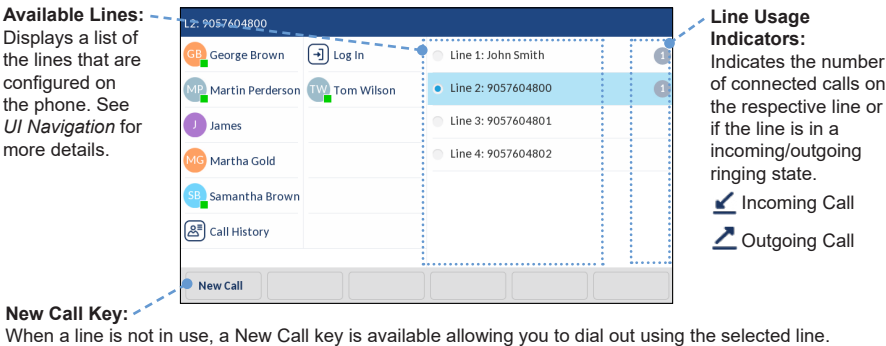 Available Lines:
Displays a list of
the lines that are
configured on
the phone. See
UI Navigation for
more details.
L2: 9057604800
GB George Brown
MP Martin Perderson
J James
MG Martha Gold
SB Samantha Brown
Call History
Log In
TW Tom Wilson
Line 1: John Smith 1
Line 2: 9057604800 1
Line 3: 9057604801
Line 4: 9057604802
New Call
Line Usage
Indicators:
Indicates the number
of connected calls on
the respective line or
if the line is in a
incoming/outgoing
ringing state.
Incoming Call
Outgoing Call
New Call Key:
When a line is not in use, a New Call key is available allowing you to dial out using the selected line.